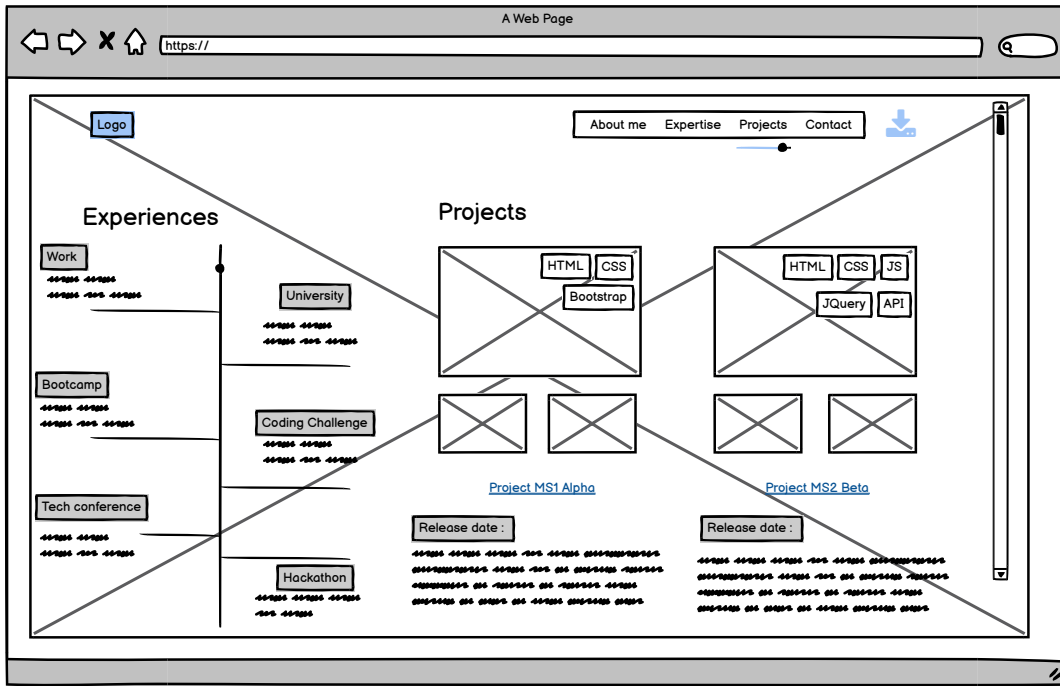 A Web Page
https://
Logo
About me Expertise Projects Contact
Experiences
Work
University
Bootcamp
Coding Challenge
Tech conference
Hackathon
Projects
HTML CSS
Bootstrap
Project MS1 Alpha
Release date :
HTML CSS JS
JQuery API
Project MS2 Beta
Release date :